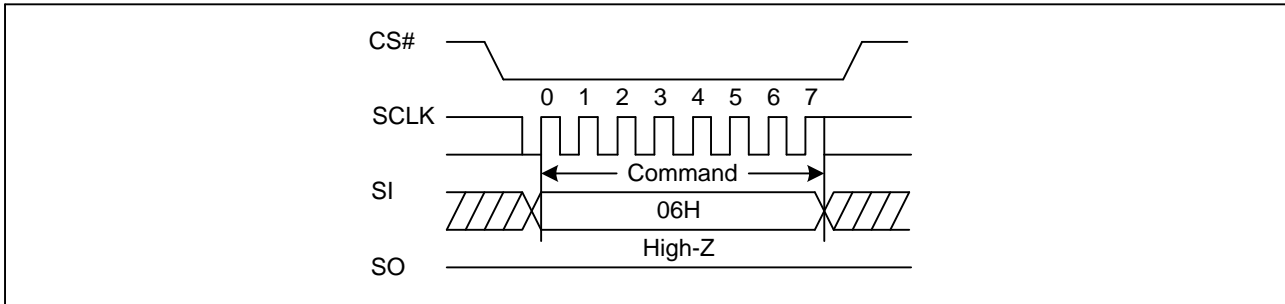 CS#
0 1 2 3 4 5 6 7
SCLK
Command
SI
06H
High-Z
SO